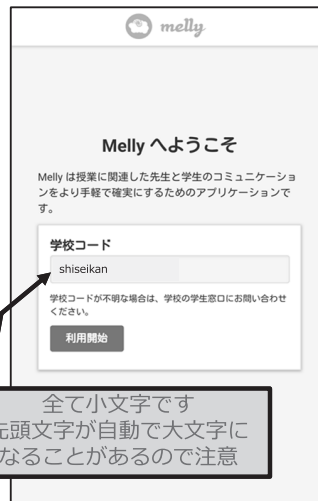 melly
Melly へようこそ
Melly は授業に関連した先生と学生のコミュニケーショ
ンをより手軽で確実にするためのアプリケーションで
す。
学校コード
shiseikan
学校コードが不明な場合は、学校の学生窓口にお問い合わせ
ください。
利用開始
全て小文字です
先頭文字が自動で大文字に
なることがあるので注意